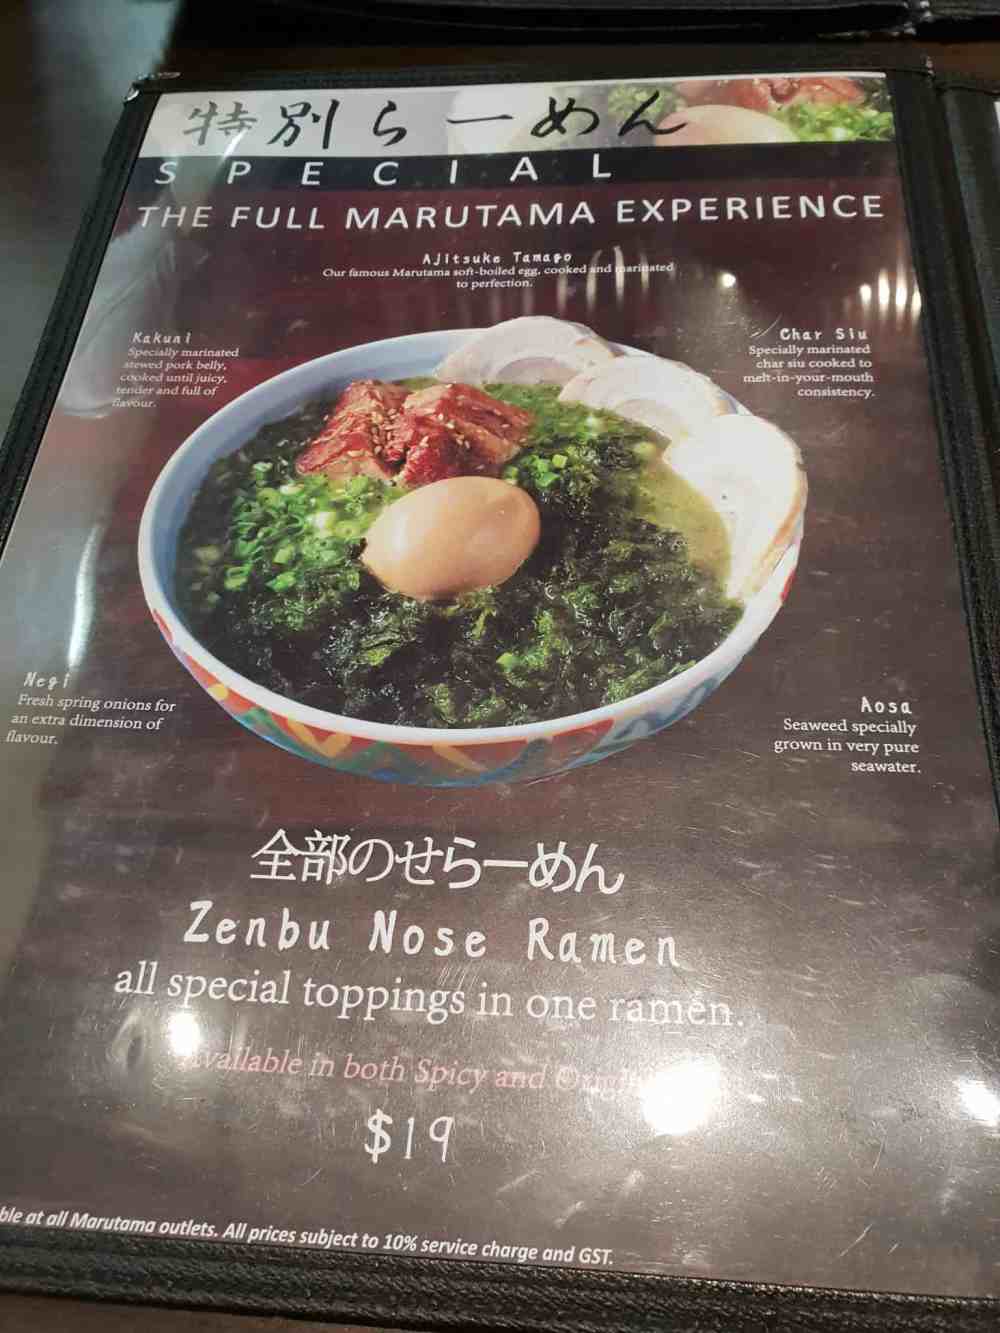 特別らーめん
SPECIAL
THE FULL MARUTAMA EXPERIENCE
Ajitsuke Tamago
Our famous Marutama soft-boiled egg, cooked and marinated
to perfection.
Kakuni
Specially marinated
stewed pork belly,
cooked until juicy,
tender and full of
flavour.
Char Siu
Specially marinated
char siu cooked to
melt-in-your-mouth
consistency.
Negi
Fresh spring onions for
an extra dimension of
flavour.
Aosa
Seaweed specially
grown in very pure
seawater.
全部のせらーめん
Zenbu Nose Ramen
all special toppings in one ramen.
Available in both Spicy and
$19
at all Marutama outlets. All prices subject to 10% service charge and GST.